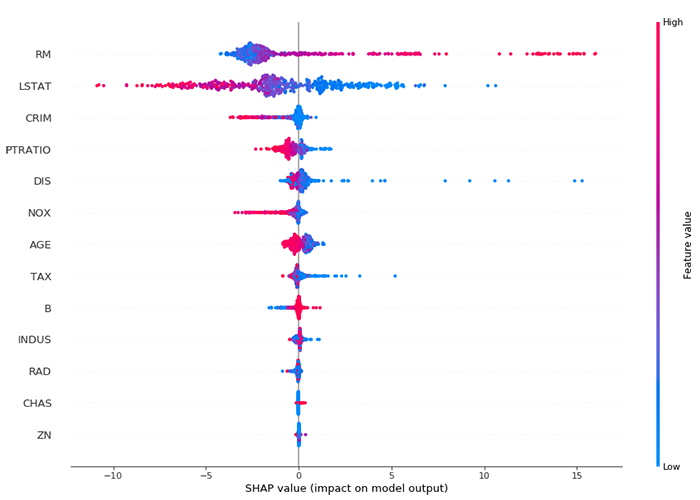 High
RM
LSTAT
CRIM
PTRATIO
DIS
NOX
AGE
TAX
B
INDUS
RAD
CHAS
ZN
Feature value
Low
−10 −5 0 5 10 15
SHAP value (impact on model output)